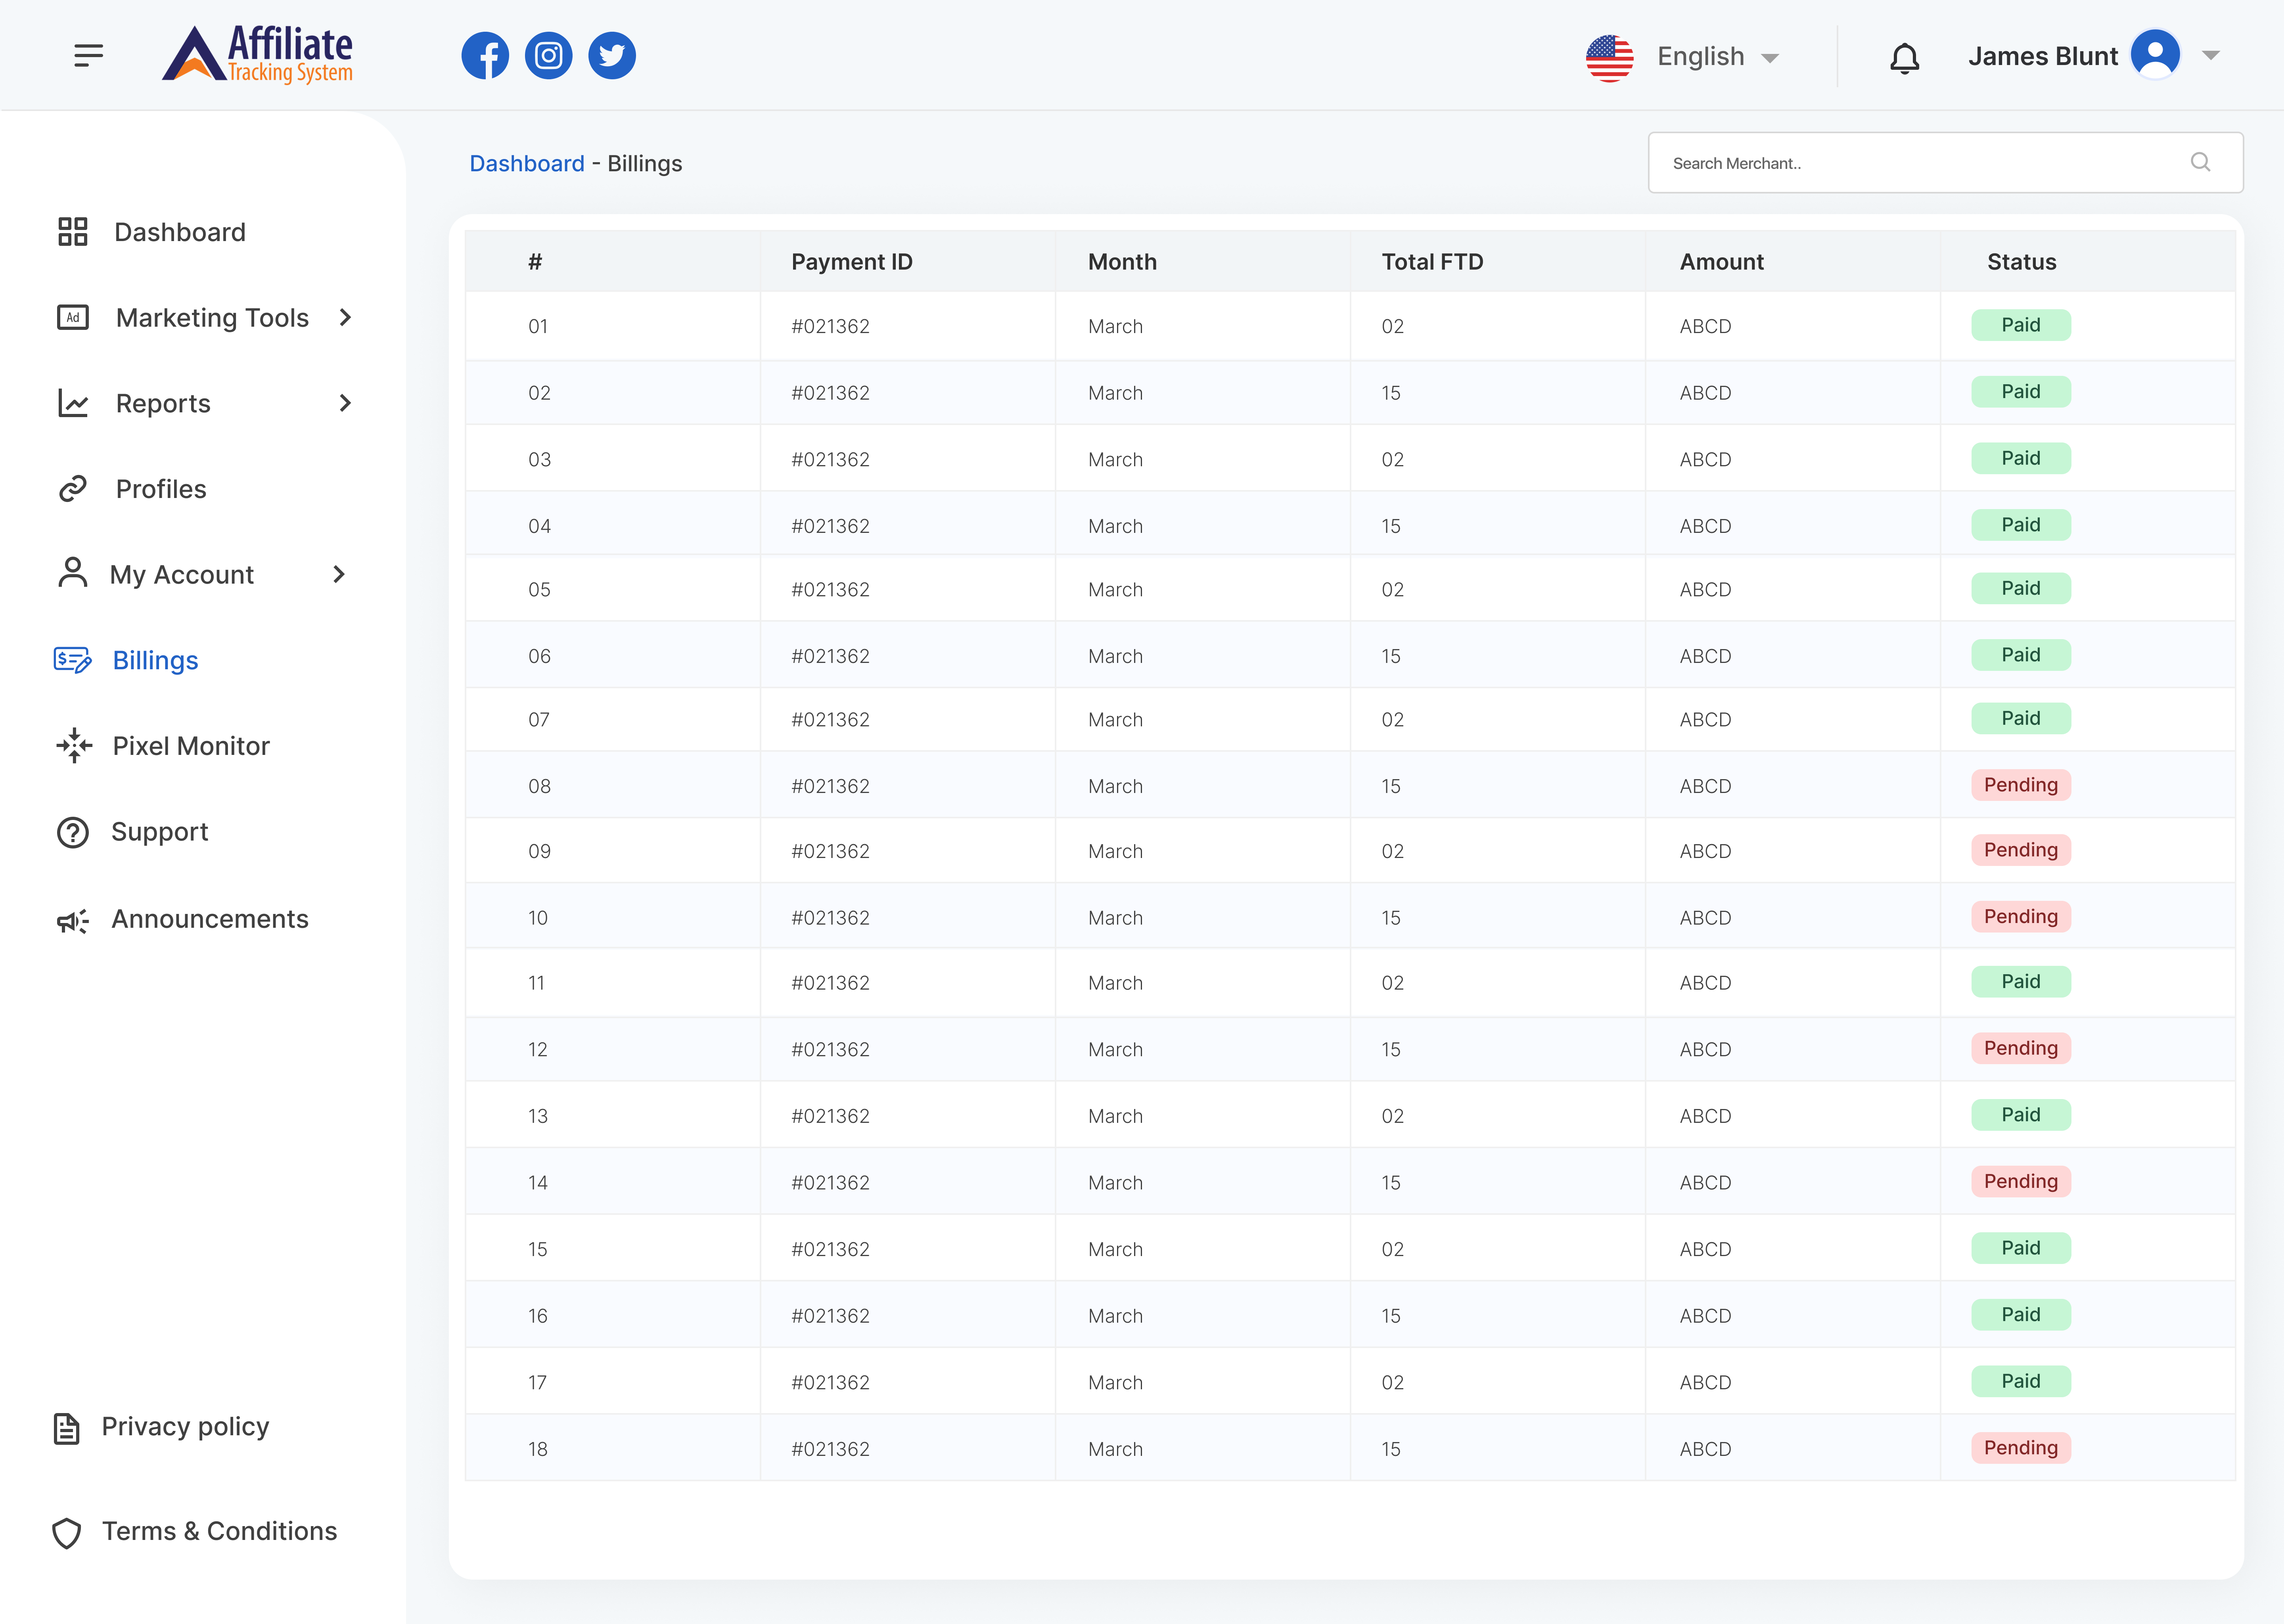 Affiliate
Tracking System
English
James Blunt
Dashboard - Billings
Search Merchant..
Dashboard
Ad Marketing Tools
Reports
Profiles
My Account
Billings
Pixel Monitor
Support
Announcements
Privacy policy
Terms & Conditions
# Payment ID Month Total FTD Amount Status
01 #021362 March 02 ABCD Paid
02 #021362 March 15 ABCD Paid
03 #021362 March 02 ABCD Paid
04 #021362 March 15 ABCD Paid
05 #021362 March 02 ABCD Paid
06 #021362 March 15 ABCD Paid
07 #021362 March 02 ABCD Paid
08 #021362 March 15 ABCD Pending
09 #021362 March 02 ABCD Pending
10 #021362 March 15 ABCD Pending
11 #021362 March 02 ABCD Paid
12 #021362 March 15 ABCD Pending
13 #021362 March 02 ABCD Paid
14 #021362 March 15 ABCD Pending
15 #021362 March 02 ABCD Paid
16 #021362 March 15 ABCD Paid
17 #021362 March 02 ABCD Paid
18 #021362 March 15 ABCD Pending